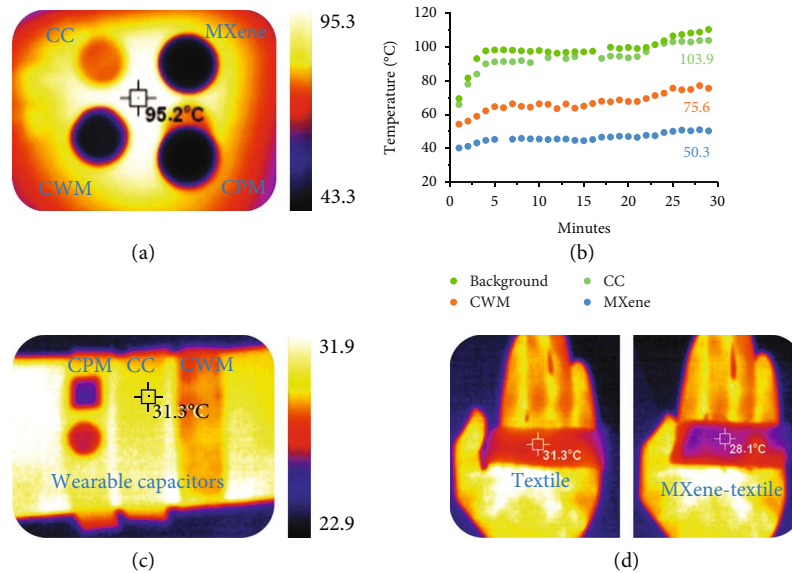 CC
MXene
95.2°C
CWM
CPM
95.3
43.3
(a)
Temperature (°C)
120
100
80
60
40
20
103.9
75.6
50.3
0
5
10
15
20
25
30
Minutes
(b)
Background
CC
CWM
MXene
CPM
CC
CWM
31.3°C
Wearable capacitors
31.9
22.9
(c)
31.3°C
Textile
28.1°C
MXene-textile
(d)